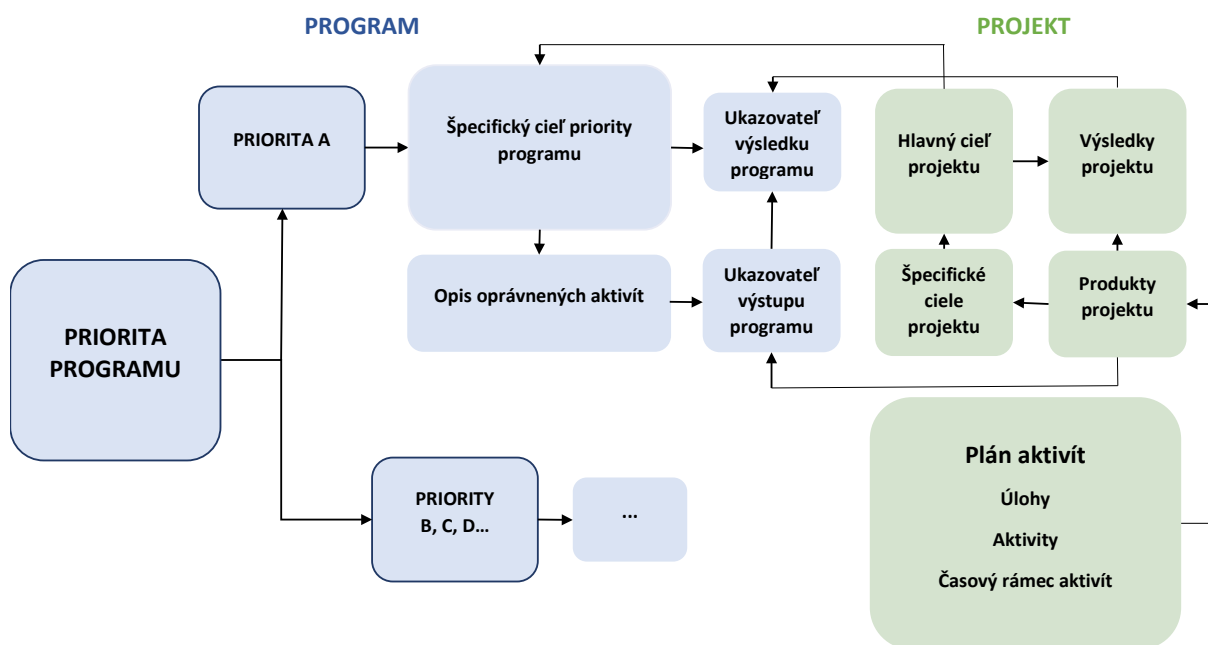 PROGRAM
PROJEKT
PRIORITA A
Špecifický cieľ priority
programu
Ukazovateľ
výsledku
programu
Hlavný cieľ
projektu
Výsledky
projektu
Opis oprávnených aktivít
Ukazovateľ
výstupu
programu
Špecifické
ciele
projektu
Produkty
projektu
PRIORITA
PROGRAMU
PRIORITY
B, C, D...
...
Plán aktivít
Úlohy
Aktivity
Časový rámec aktivít